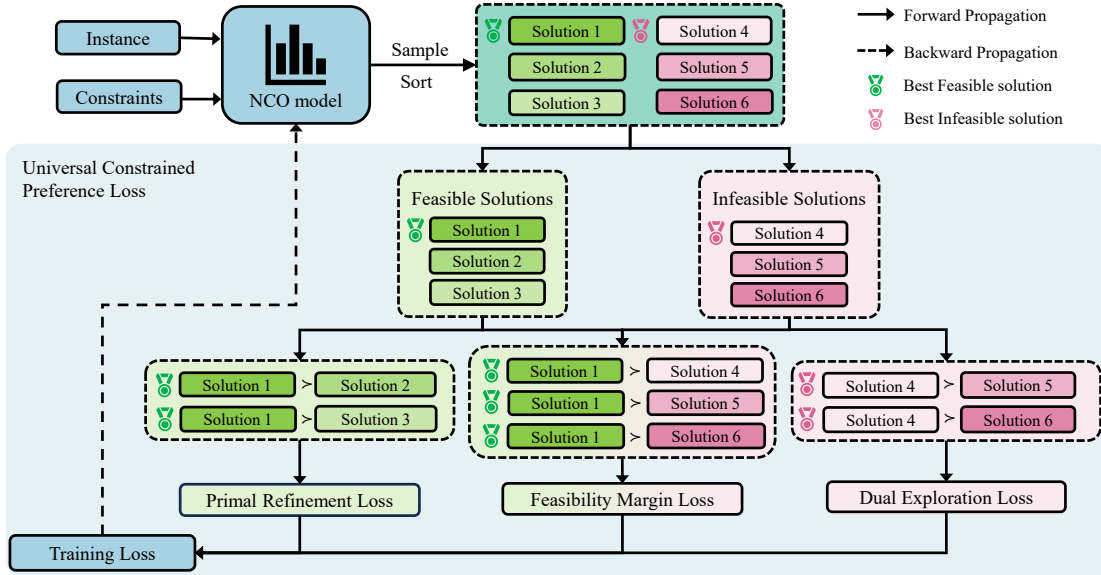 Instance
Constraints
NCO model
Sample
Sort
Solution 1
Solution 4
Solution 2
Solution 5
Solution 3
Solution 6
Forward Propagation
Backward Propagation
Best Feasible solution
Best Infeasible solution
Universal Constrained
Preference Loss
Feasible Solutions
Solution 1
Solution 2
Solution 3
Infeasible Solutions
Solution 4
Solution 5
Solution 6
Solution 1 ≻ Solution 2
Solution 1 ≻ Solution 3
Solution 1 ≻ Solution 4
Solution 1 ≻ Solution 5
Solution 1 ≻ Solution 6
Solution 4 ≻ Solution 5
Solution 4 ≻ Solution 6
Primal Refinement Loss
Feasibility Margin Loss
Dual Exploration Loss
Training Loss